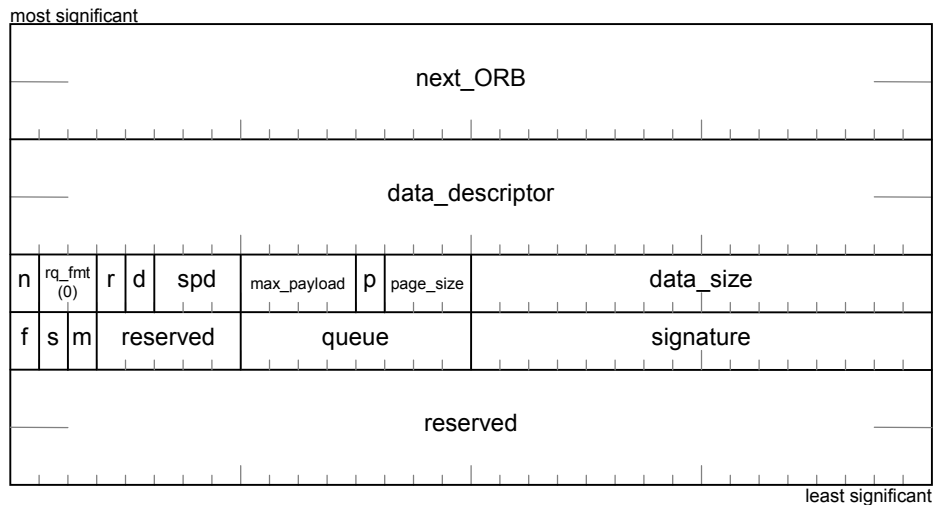 most significant
next_ORB
data_descriptor
n rq_fmt (0) r d spd max_payload p page_size data_size
f s m reserved queue signature
reserved
least significant